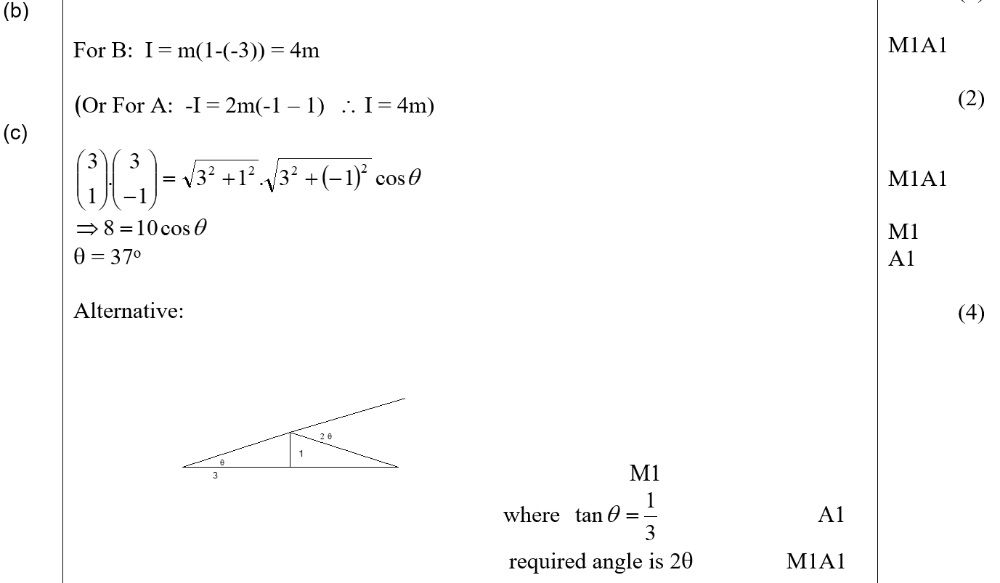 (b)
For B:  I = m(1-(-3)) = 4m M1A1
(Or For A:  -I = 2m(-1 – 1)  ∴ I = 4m) (2)
(c)
(3 1).(3 −1) = √3² + 1².√3² + (−1)² cos θ M1A1
⇒ 8 = 10 cos θ M1
θ = 37º A1
Alternative: (4)
2 θ
1
θ
3
M1
where tan θ = 1/3 A1
required angle is 2θ M1A1